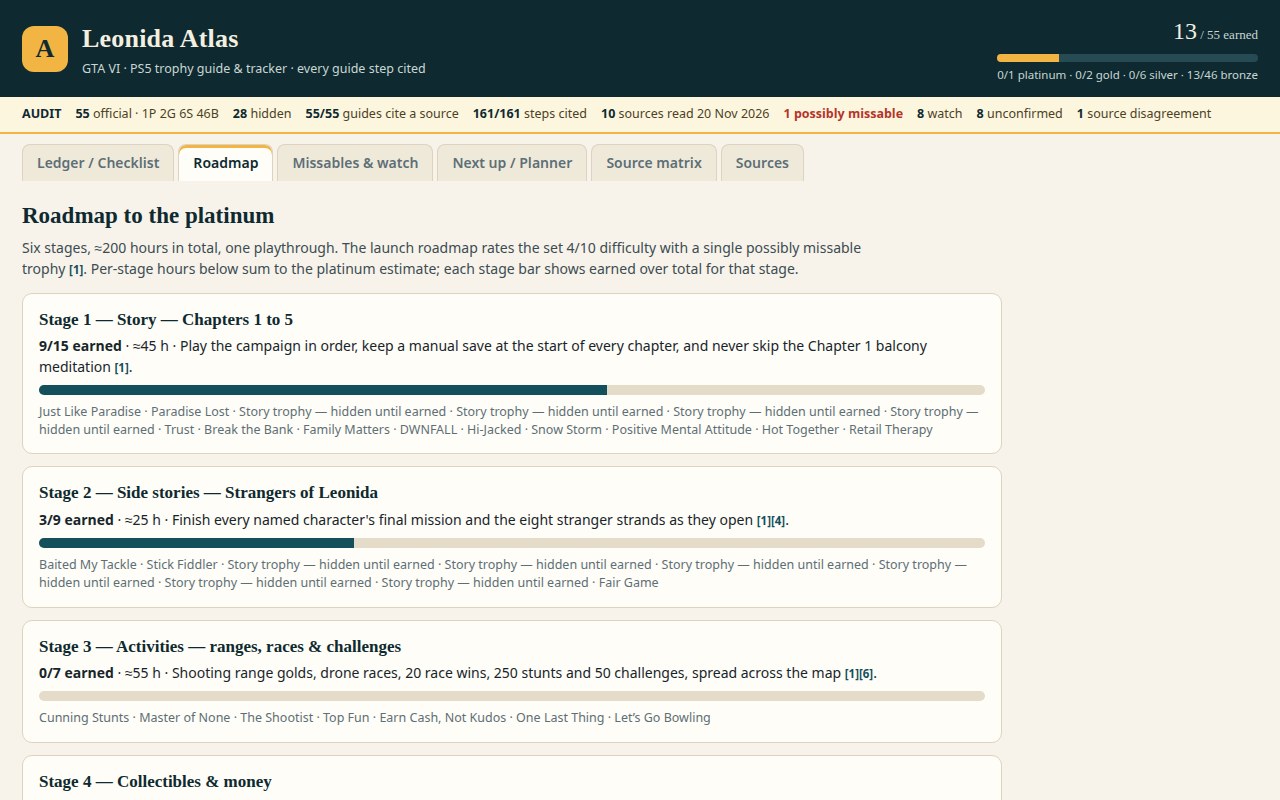 A
Leonida Atlas
GTA VI · PS5 trophy guide & tracker · every guide step cited
13 / 55 earned
0/1 platinum · 0/2 gold · 0/6 silver · 13/46 bronze
AUDIT 55 official · 1P 2G 6S 46B 28 hidden 55/55 guides cite a source 161/161 steps cited 10 sources read 20 Nov 2026 1 possibly missable 8 watch 8 unconfirmed 1 source disagreement
Ledger / Checklist Roadmap Missables & watch Next up / Planner Source matrix Sources
Roadmap to the platinum
Six stages, ≈200 hours in total, one playthrough. The launch roadmap rates the set 4/10 difficulty with a single possibly missable
trophy [1]. Per-stage hours below sum to the platinum estimate; each stage bar shows earned over total for that stage.
Stage 1 — Story — Chapters 1 to 5
9/15 earned · ≈45 h · Play the campaign in order, keep a manual save at the start of every chapter, and never skip the Chapter 1 balcony
meditation [1].
Just Like Paradise · Paradise Lost · Story trophy — hidden until earned · Story trophy — hidden until earned · Story trophy — hidden until earned · Story trophy —
hidden until earned · Trust · Break the Bank · Family Matters · DWNFALL · Hi-Jacked · Snow Storm · Positive Mental Attitude · Hot Together · Retail Therapy
Stage 2 — Side stories — Strangers of Leonida
3/9 earned · ≈25 h · Finish every named character's final mission and the eight stranger strands as they open [1][4].
Baited My Tackle · Stick Fiddler · Story trophy — hidden until earned · Story trophy — hidden until earned · Story trophy — hidden until earned · Story trophy —
hidden until earned · Story trophy — hidden until earned · Story trophy — hidden until earned · Fair Game
Stage 3 — Activities — ranges, races & challenges
0/7 earned · ≈55 h · Shooting range golds, drone races, 20 race wins, 250 stunts and 50 challenges, spread across the map [1][6].
Cunning Stunts · Master of None · The Shootist · Top Fun · Earn Cash, Not Kudos · One Last Thing · Let’s Go Bowling
Stage 4 — Collectibles & money